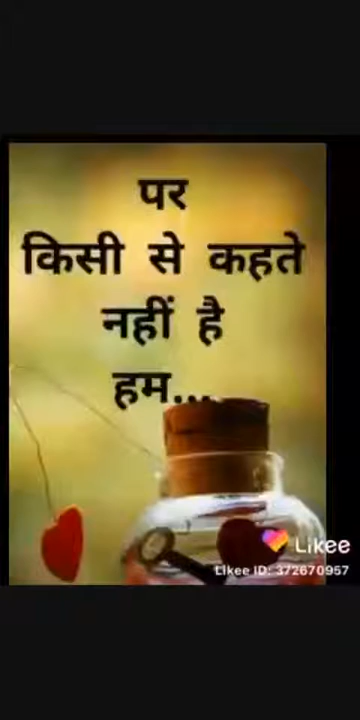 पर
किसी से कहते
नहीं है
हम...
Likee
Likee ID: 372670957